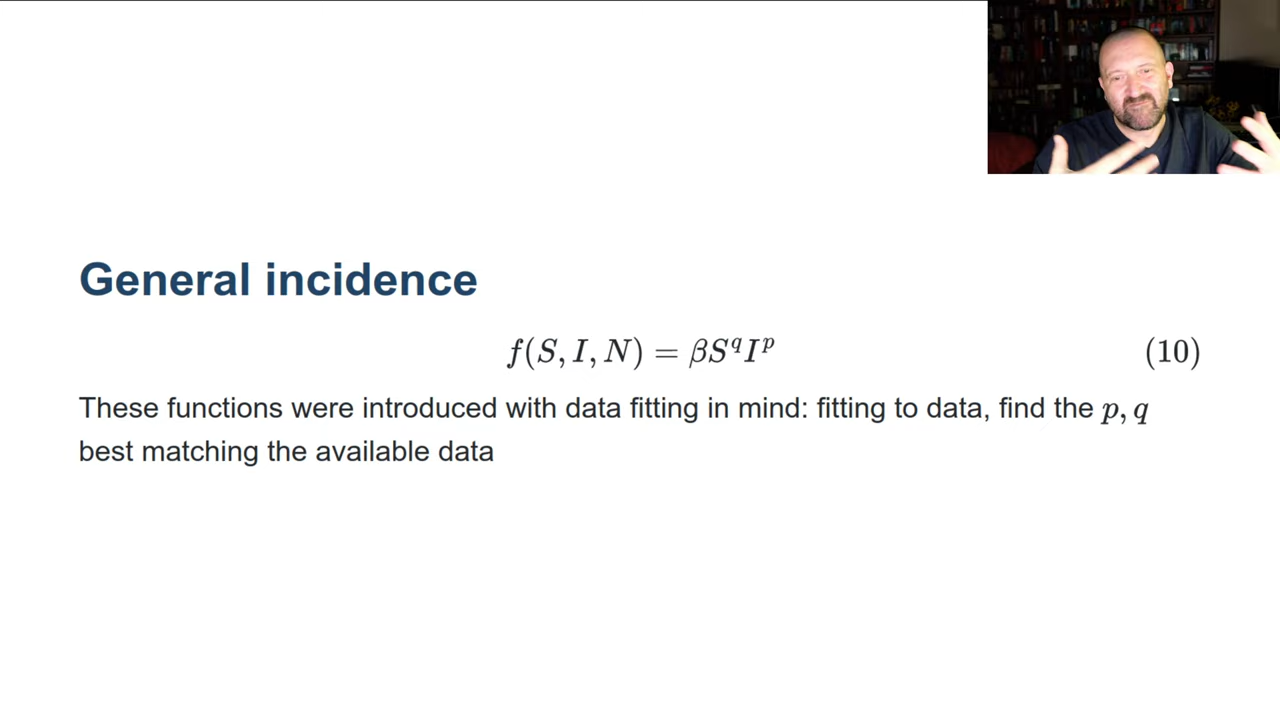 General incidence
f(S, I, N) = βS^q I^p (10)
These functions were introduced with data fitting in mind: fitting to data, find the p, q
best matching the available data